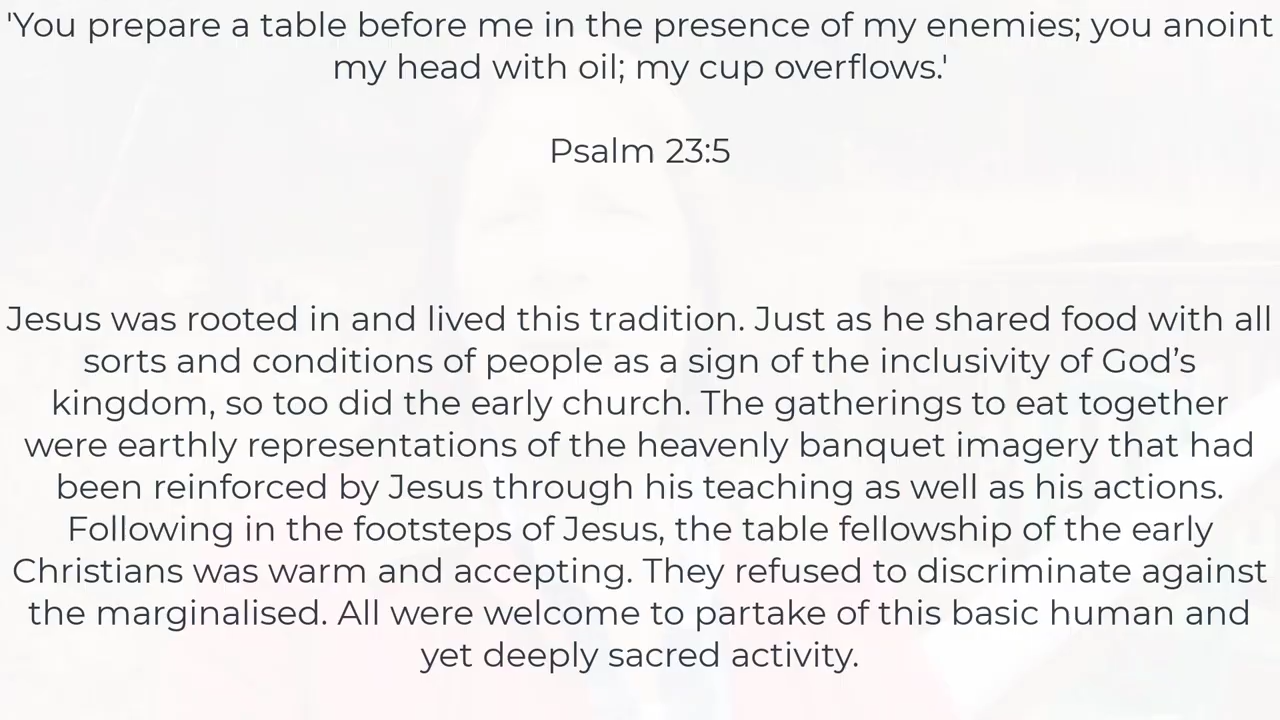 'You prepare a table before me in the presence of my enemies; you anoint
my head with oil; my cup overflows.'
Psalm 23:5
Jesus was rooted in and lived this tradition. Just as he shared food with all
sorts and conditions of people as a sign of the inclusivity of God’s
kingdom, so too did the early church. The gatherings to eat together
were earthly representations of the heavenly banquet imagery that had
been reinforced by Jesus through his teaching as well as his actions.
Following in the footsteps of Jesus, the table fellowship of the early
Christians was warm and accepting. They refused to discriminate against
the marginalised. All were welcome to partake of this basic human and
yet deeply sacred activity.